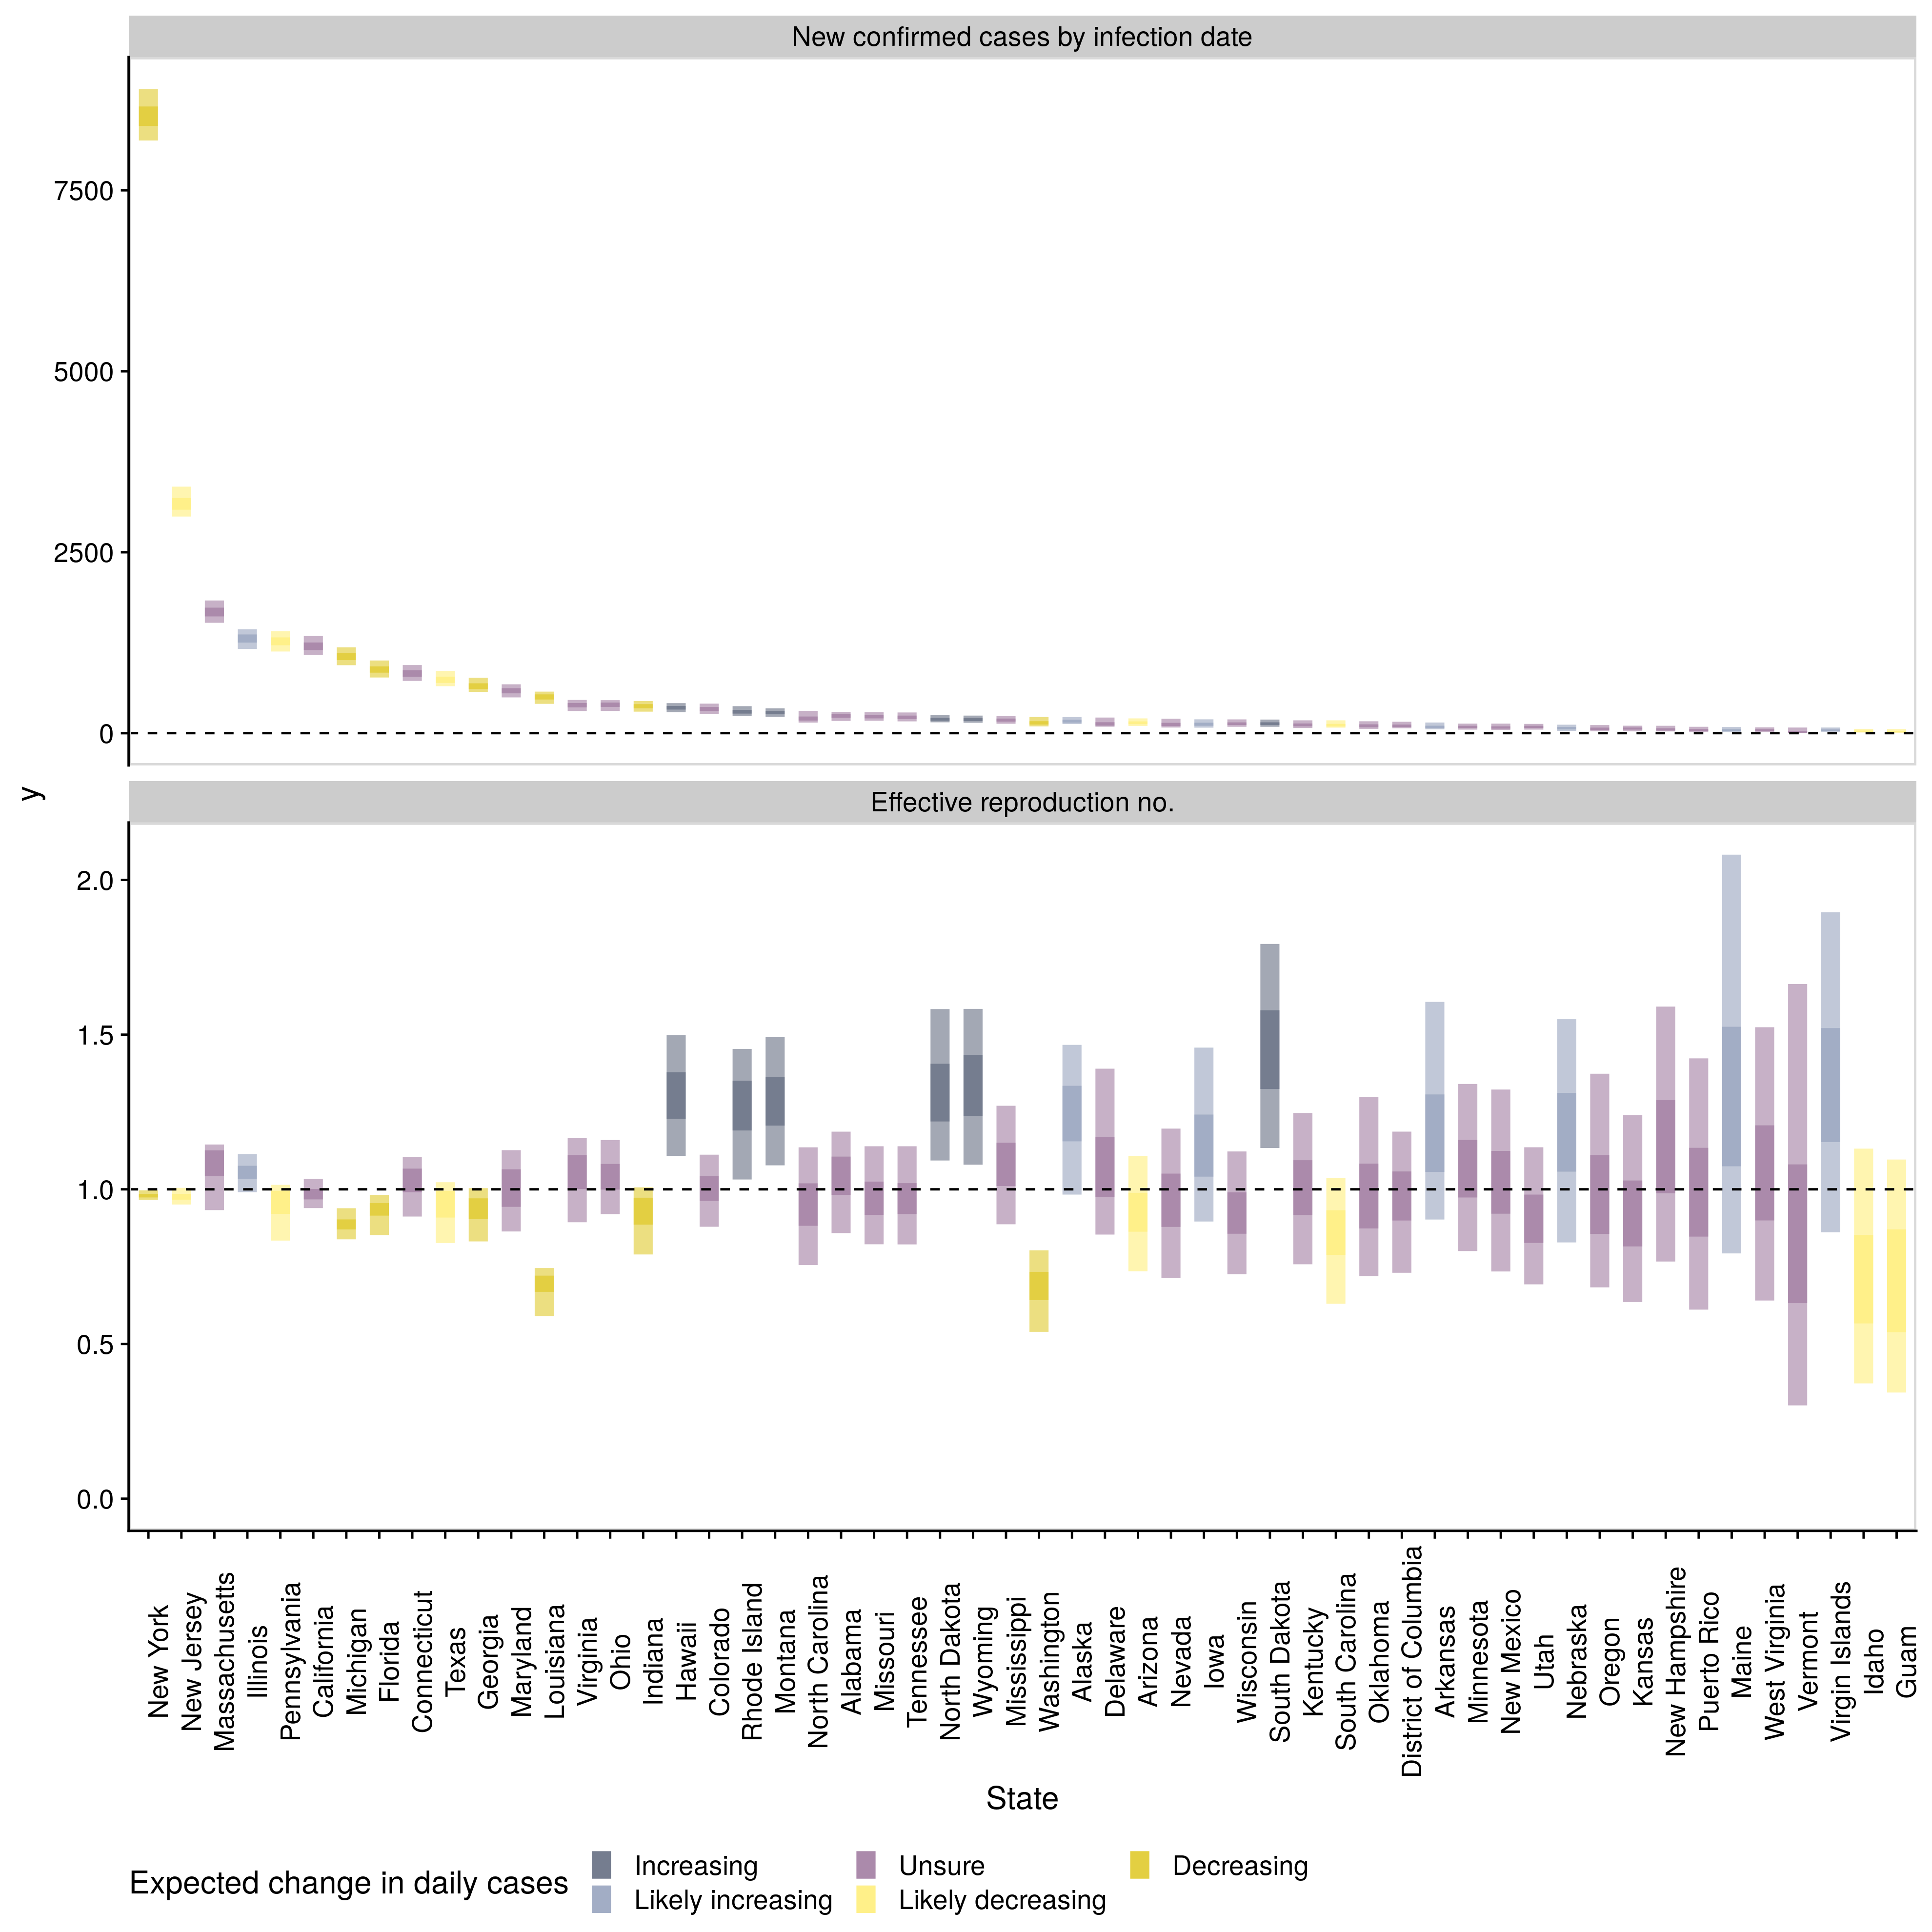 New confirmed cases by infection date
7500
5000
2500
0
y
Effective reproduction no.
2.0
1.5
1.0
0.5
0.0
New York
New Jersey
Massachusetts
Illinois
Pennsylvania
California
Michigan
Florida
Connecticut
Texas
Georgia
Maryland
Louisiana
Virginia
Ohio
Indiana
Hawaii
Colorado
Rhode Island
Montana
North Carolina
Alabama
Missouri
Tennessee
North Dakota
Wyoming
Mississippi
Washington
Alaska
Delaware
Arizona
Nevada
Iowa
Wisconsin
South Dakota
Kentucky
South Carolina
Oklahoma
District of Columbia
Arkansas
Minnesota
New Mexico
Utah
Nebraska
Oregon
Kansas
New Hampshire
Puerto Rico
Maine
West Virginia
Vermont
Virgin Islands
Idaho
Guam
State
Expected change in daily cases
Increasing
Likely increasing
Unsure
Likely decreasing
Decreasing